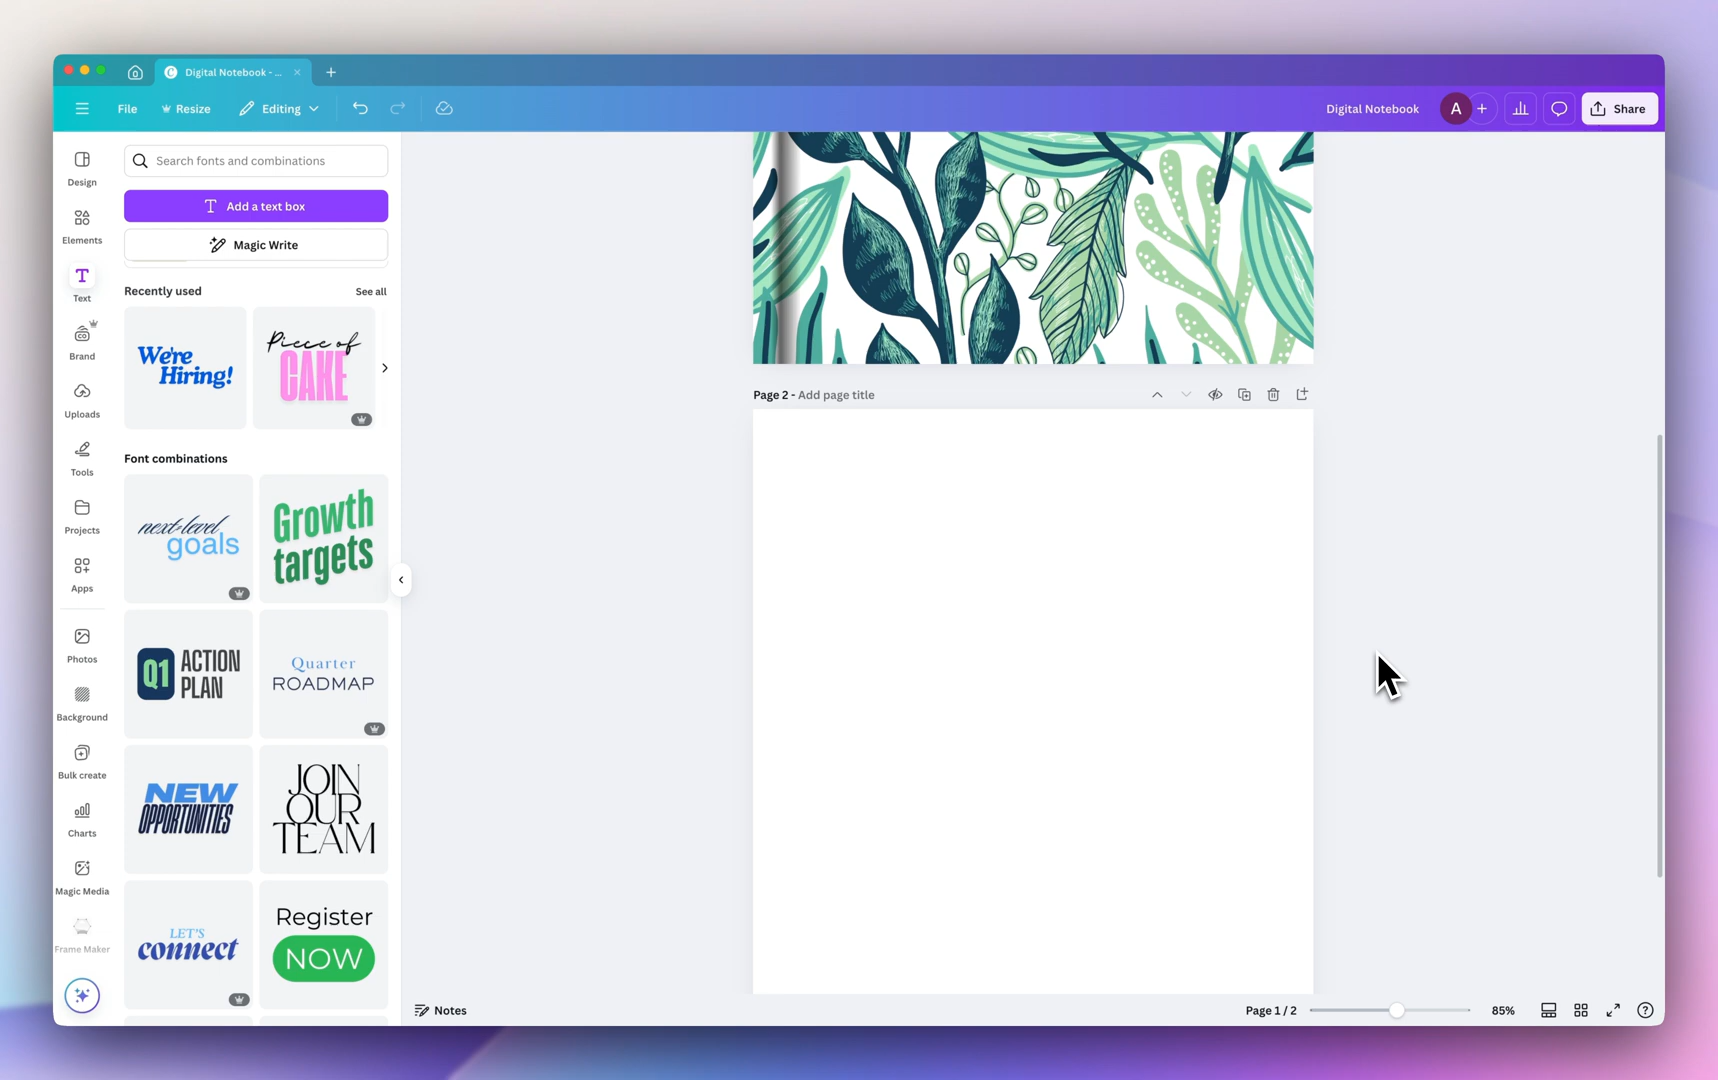 Digital Notebook - ...
File
Resize
Editing
Digital Notebook
A
Share
Design
Elements
Text
Brand
Uploads
Tools
Projects
Apps
Photos
Background
Bulk create
Charts
Magic Media
Frame Maker
Search fonts and combinations
Add a text box
Magic Write
Recently used
See all
We're
Hiring!
Piece of
CAKE
Font combinations
next-level
goals
Growth
targets
Q1 ACTION
PLAN
Quarter
ROADMAP
NEW
OPPORTUNITIES
JOIN
OUR
TEAM
LET'S
connect
Register
NOW
Page 2 - Add page title
Notes
Page 1 / 2
85%